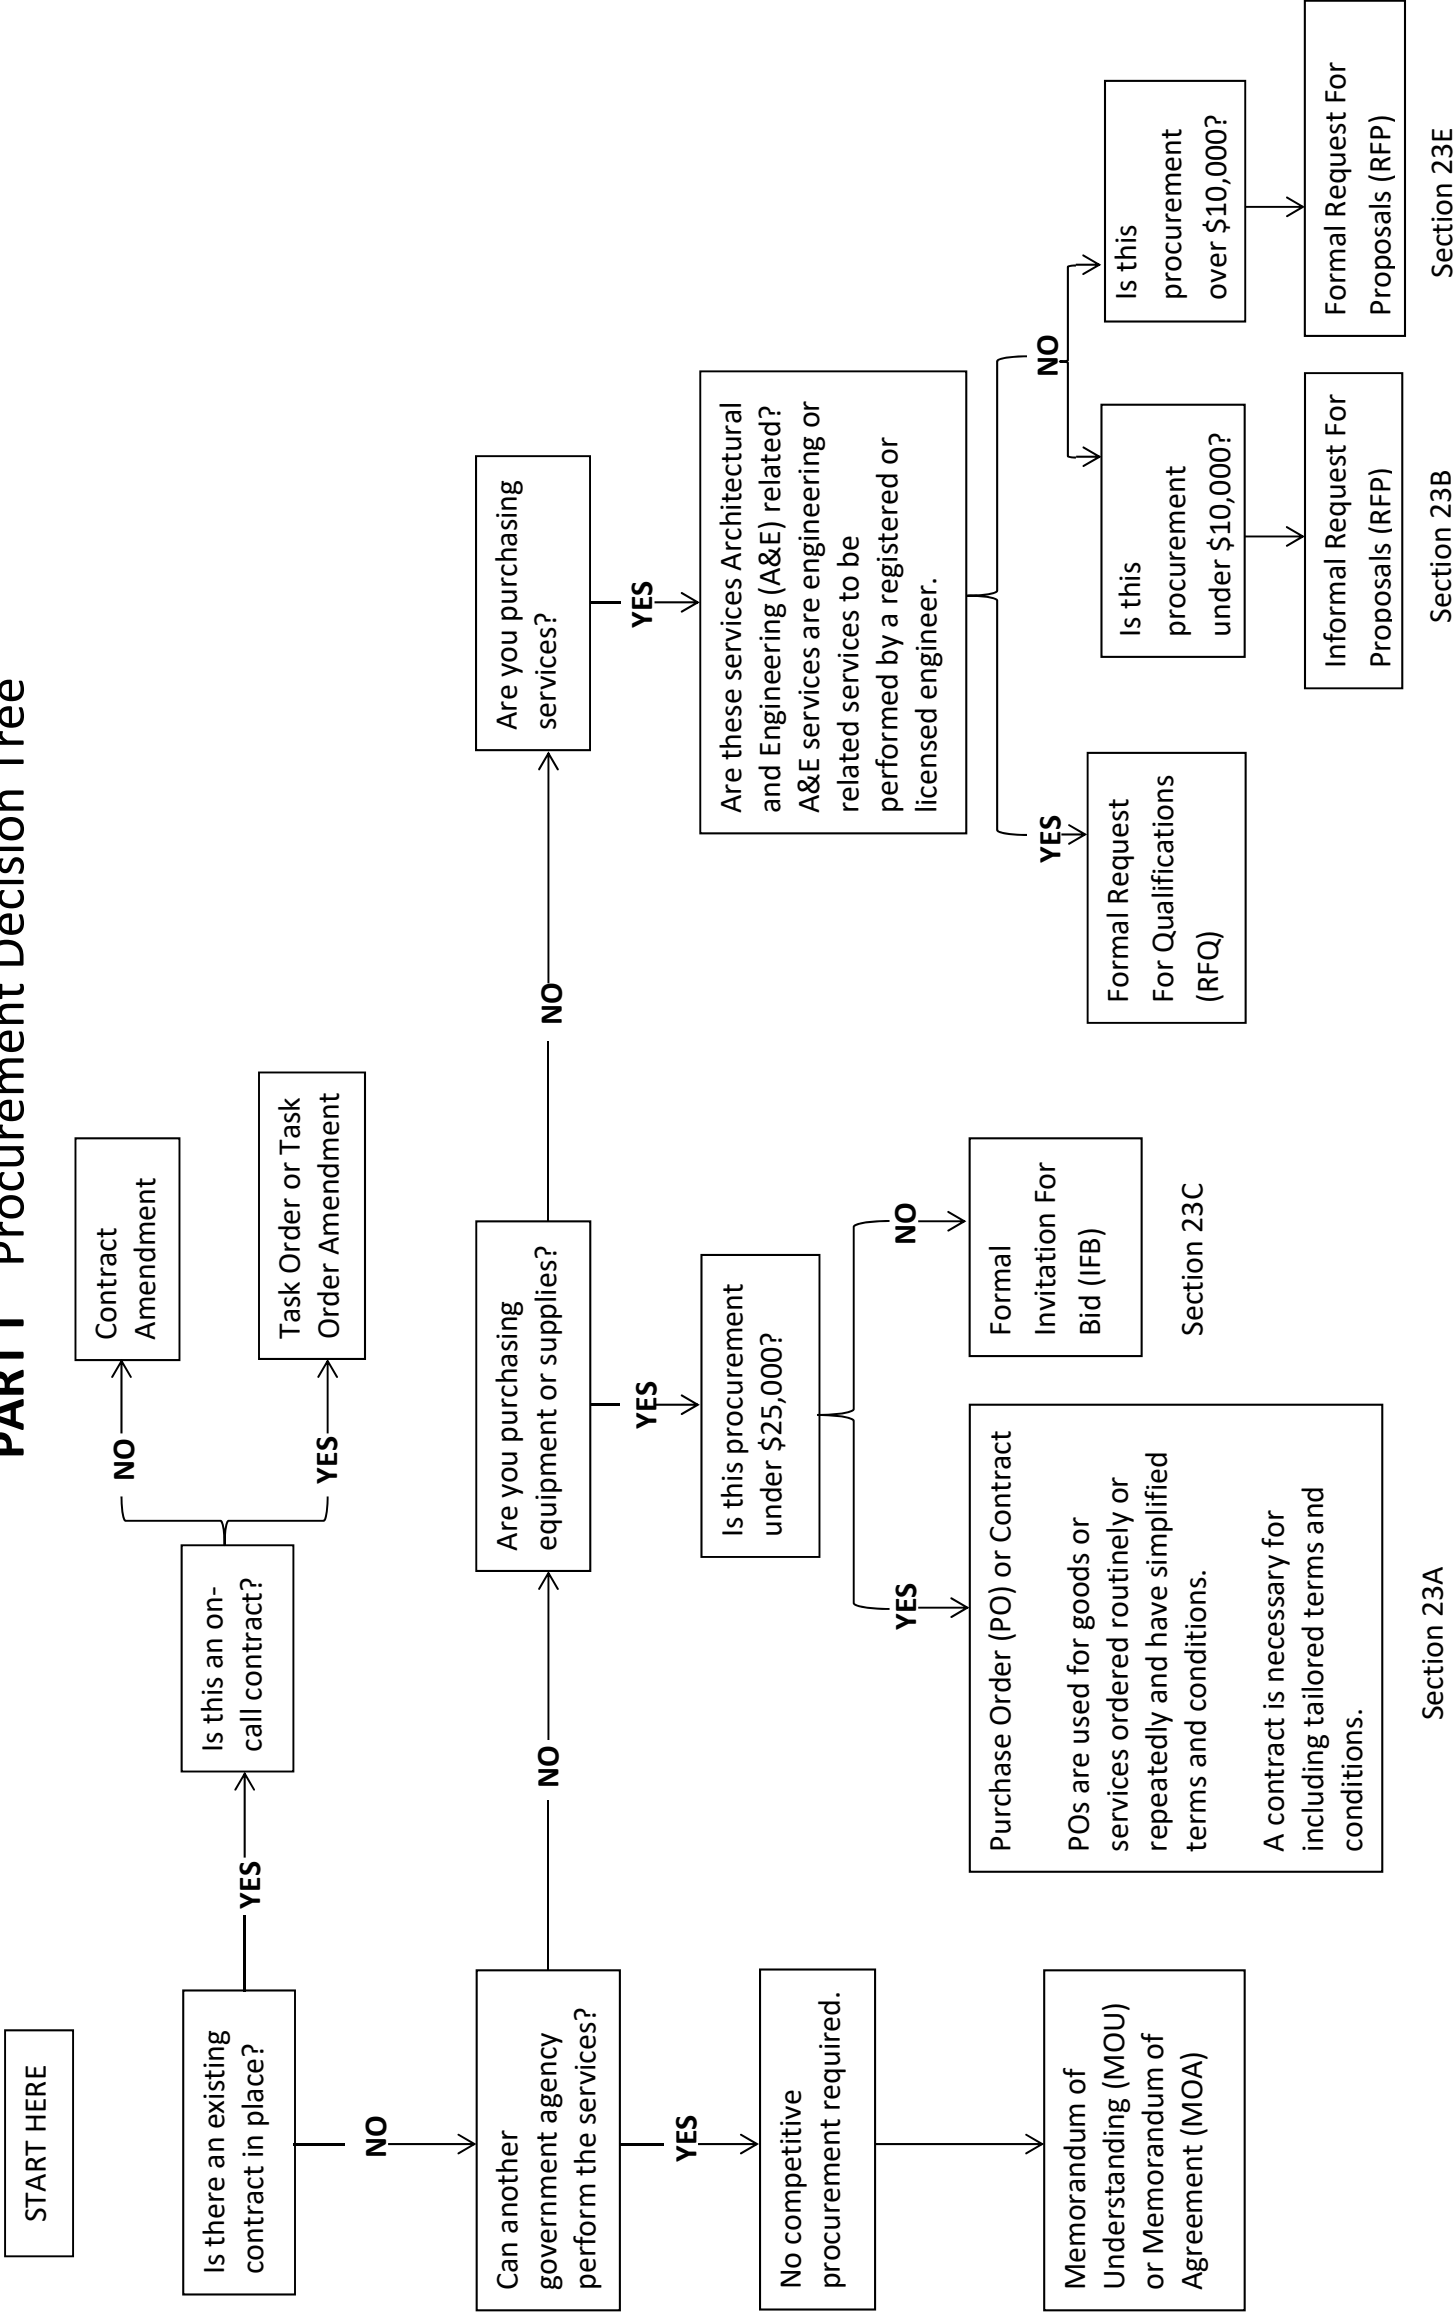 PART I Procurement Decision Tree
START HERE
Is there an existing
contract in place?
YES
Is this an on-
call contract?
NO
Contract
Amendment
YES
Task Order or Task
Order Amendment
NO
Can another
government agency
perform the services?
YES
No competitive
procurement required.
Memorandum of
Understanding (MOU)
or Memorandum of
Agreement (MOA)
NO
Are you purchasing
equipment or supplies?
YES
Is this procurement
under $25,000?
YES
Purchase Order (PO) or Contract
POs are used for goods or
services ordered routinely or
repeatedly and have simplified
terms and conditions.
A contract is necessary for
including tailored terms and
conditions.
Section 23A
NO
Formal
Invitation For
Bid (IFB)
Section 23C
NO
Are you purchasing
services?
YES
Are these services Architectural
and Engineering (A&E) related?
A&E services are engineering or
related services to be
performed by a registered or
licensed engineer.
YES
Formal Request
For Qualifications
(RFQ)
NO
Is this
procurement
under $10,000?
Informal Request For
Proposals (RFP)
Section 23B
Is this
procurement
over $10,000?
Formal Request For
Proposals (RFP)
Section 23E